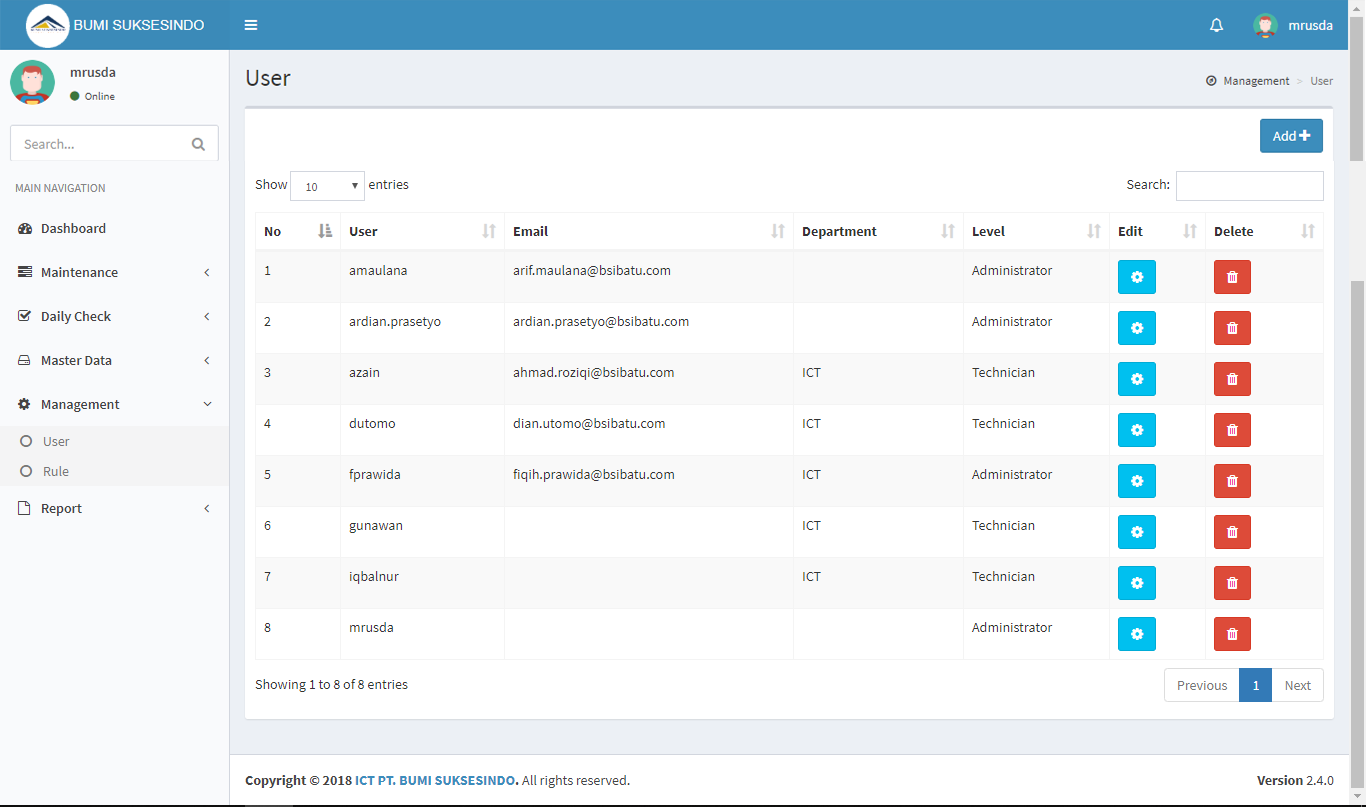 BUMI SUKSESINDO
mrusda
mrusda
Online
Search...
MAIN NAVIGATION
Dashboard
Maintenance
Daily Check
Master Data
Management
User
Rule
Report
User
Management > User
Add
Show 10 entries
Search:
No User Email Department Level Edit Delete
1 amaulana arif.maulana@bsibatu.com Administrator
2 ardian.prasetyo ardian.prasetyo@bsibatu.com Administrator
3 azain ahmad.roziqi@bsibatu.com ICT Technician
4 dutomo dian.utomo@bsibatu.com ICT Technician
5 fprawida fiqih.prawida@bsibatu.com ICT Administrator
6 gunawan ICT Technician
7 iqbalnur ICT Technician
8 mrusda Administrator
Showing 1 to 8 of 8 entries
Previous 1 Next
Copyright © 2018 ICT PT. BUMI SUKSESINDO. All rights reserved.
Version 2.4.0